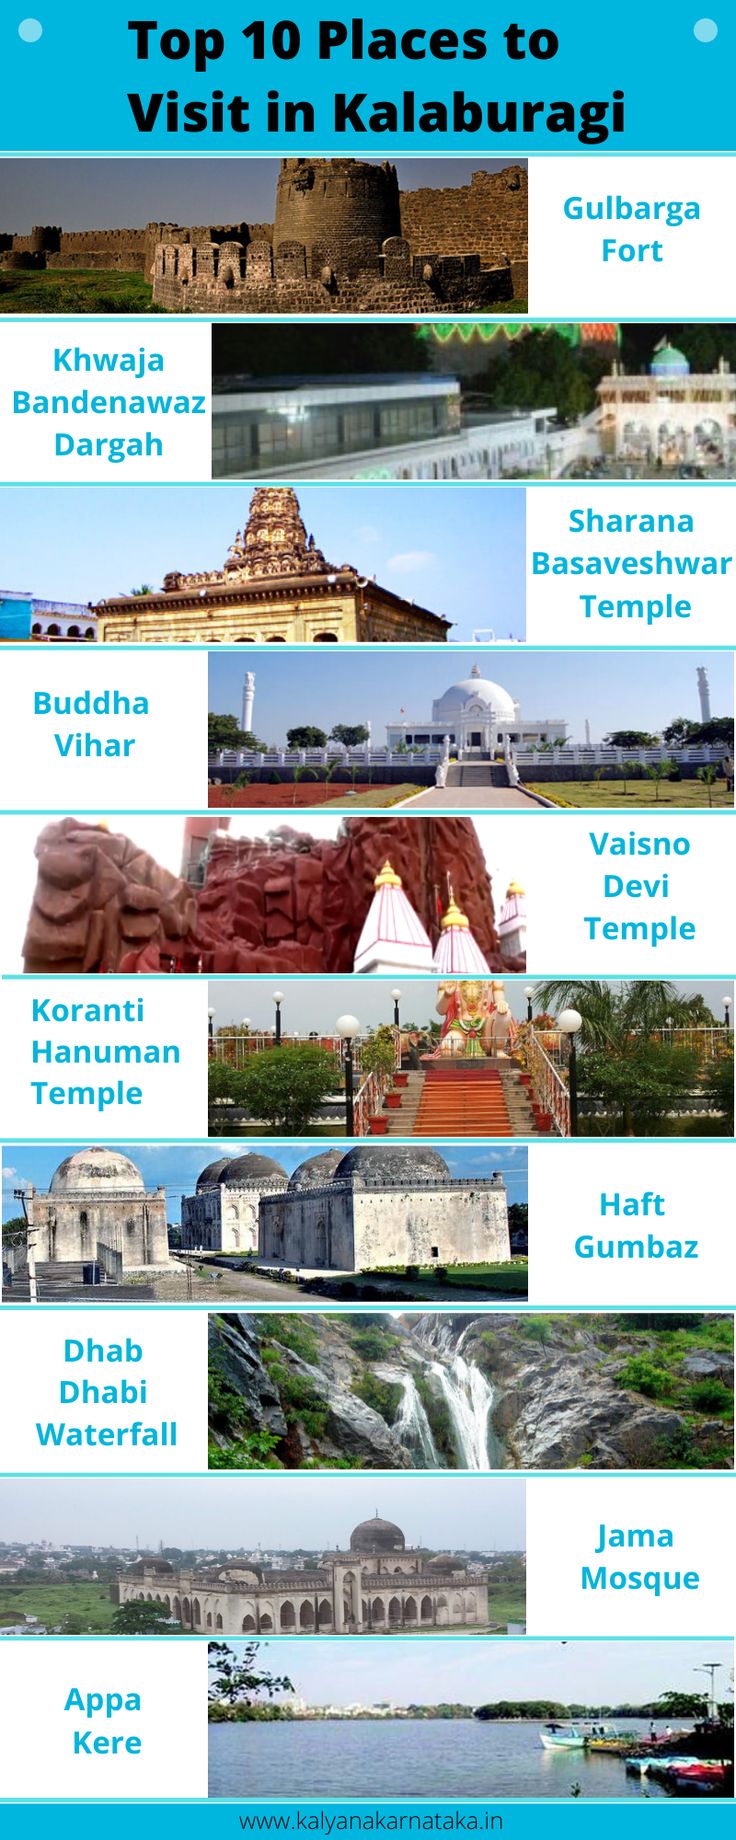 Top 10 Places to
Visit in Kalaburagi
Gulbarga
Fort
Khwaja
Bandenawaz
Dargah
Sharana
Basaveshwar
Temple
Buddha
Vihar
Vaisno
Devi
Temple
Koranti
Hanuman
Temple
Haft
Gumbaz
Dhab
Dhabi
Waterfall
Jama
Mosque
Appa
Kere
www.kalyanakarnataka.in